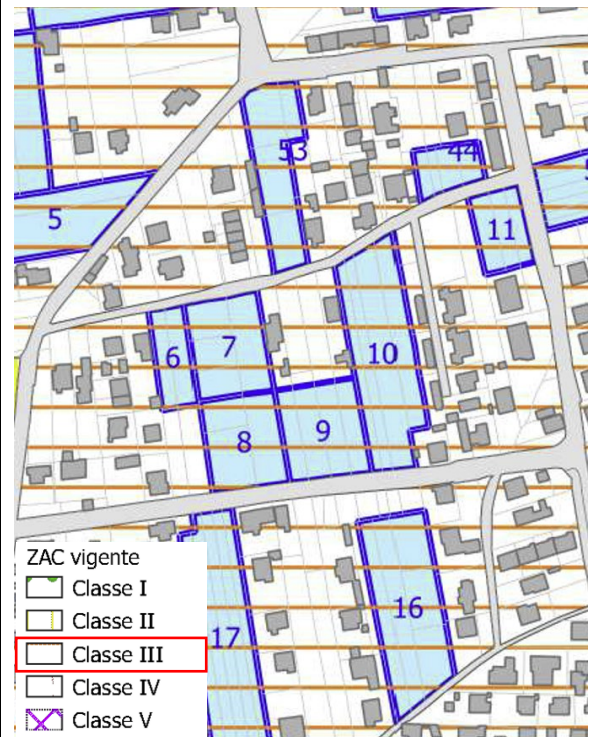 53
44
5
11
7
6
10
9
8
16
17
ZAC vigente
Classe I
Classe II
Classe III
Classe IV
Classe V